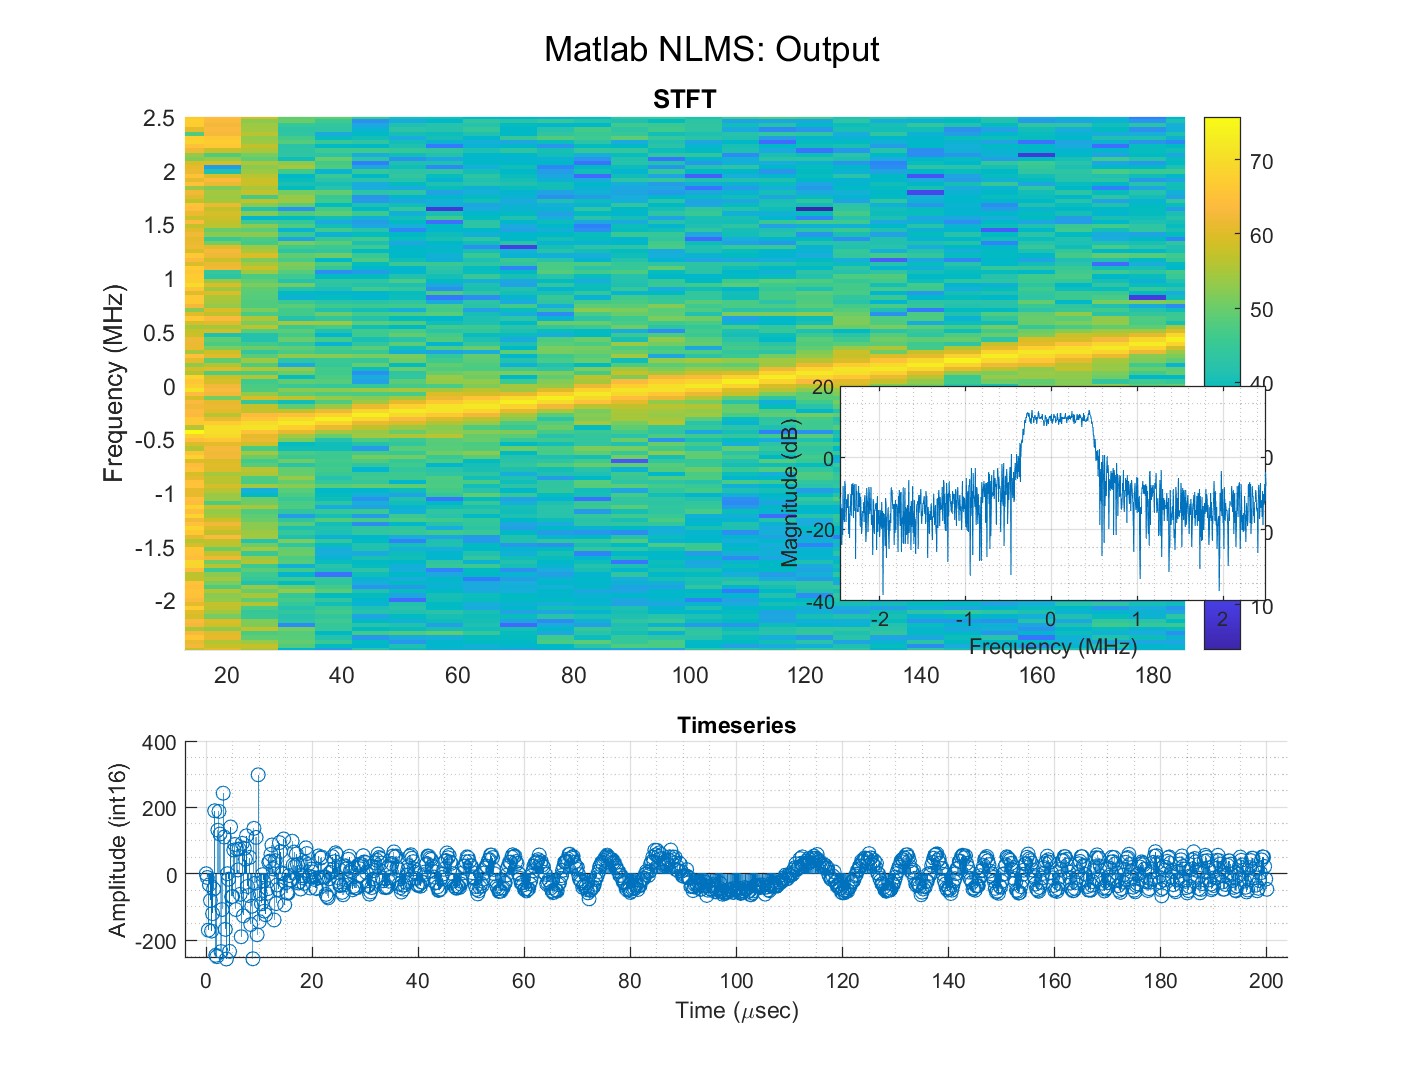 Matlab NLMS: Output
STFT
2.5
2
1.5
1
0.5
0
-0.5
-1
-1.5
-2
Frequency (MHz)
20 40 60 80 100 120 140 160 180
70
60
50
40
0
0
10
20
0
-20
-40
Magnitude (dB)
-2 -1 0 1 2
Frequency (MHz)
Timeseries
400
200
0
-200
Amplitude (int16)
0 20 40 60 80 100 120 140 160 180 200
Time (μsec)